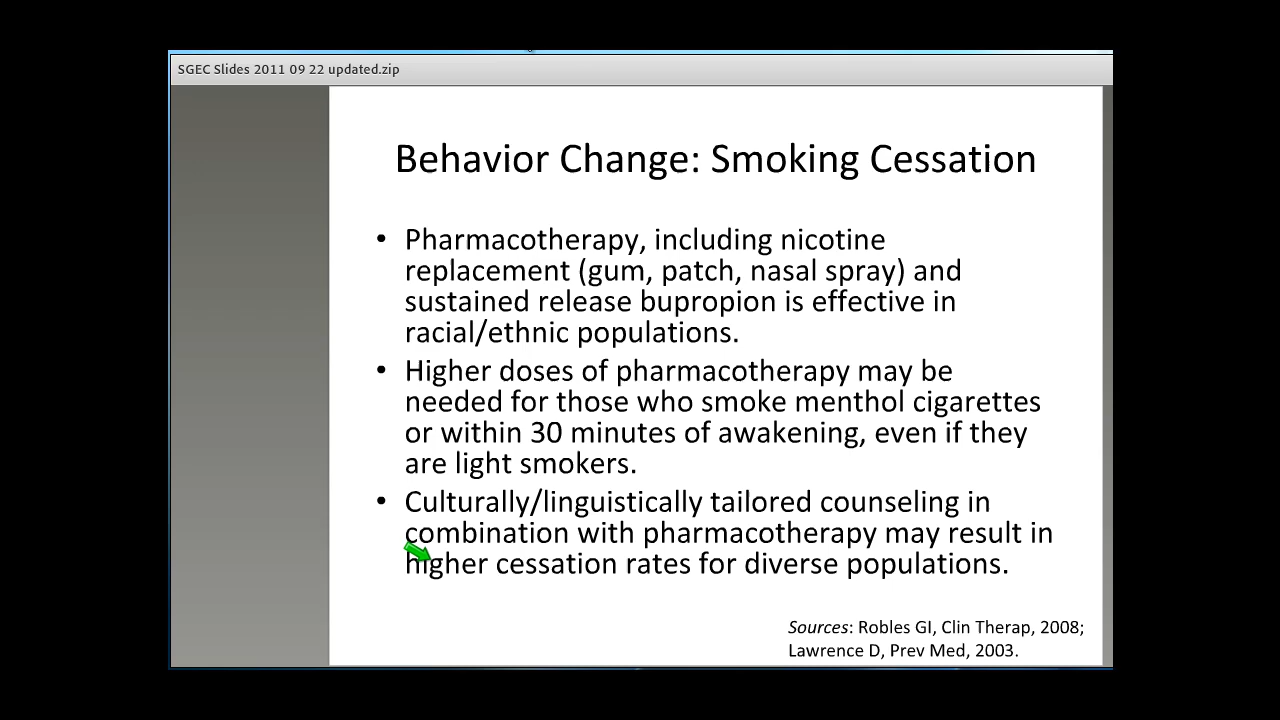 SGEC Slides 2011 09 22 updated.zip
Behavior Change: Smoking Cessation
• Pharmacotherapy, including nicotine
replacement (gum, patch, nasal spray) and
sustained release bupropion is effective in
racial/ethnic populations.
• Higher doses of pharmacotherapy may be
needed for those who smoke menthol cigarettes
or within 30 minutes of awakening, even if they
are light smokers.
• Culturally/linguistically tailored counseling in
combination with pharmacotherapy may result in
higher cessation rates for diverse populations.
Sources: Robles GI, Clin Therap, 2008;
Lawrence D, Prev Med, 2003.